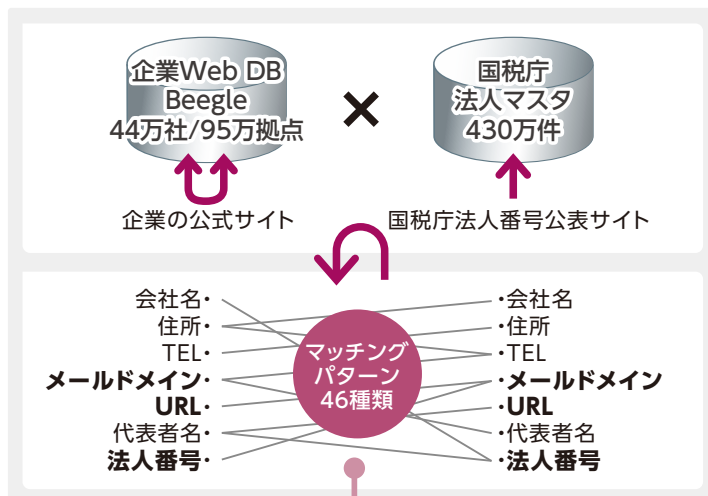 企業Web DB
Beegle
44万社/95万拠点
×
国税庁
法人マスタ
430万件
企業の公式サイト
国税庁法人番号公表サイト
会社名・
住所・
TEL・
メールドメイン・
URL・
代表者名・
法人番号・
マッチング
パターン
46種類
・会社名
・住所
・TEL
・メールドメイン
・URL
・代表者名
・法人番号